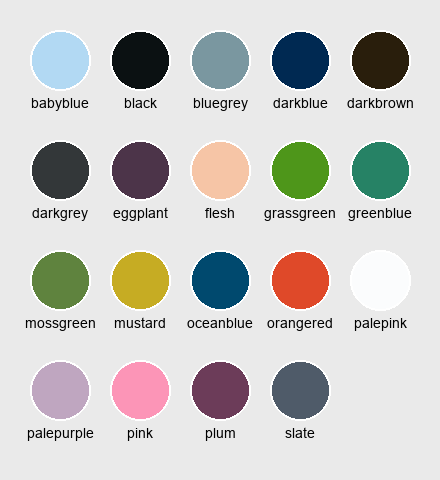 babyblue black bluegrey darkblue darkbrown
darkgrey eggplant flesh grassgreen greenblue
mossgreen mustard oceanblue orangered palepink
palepurple pink plum slate